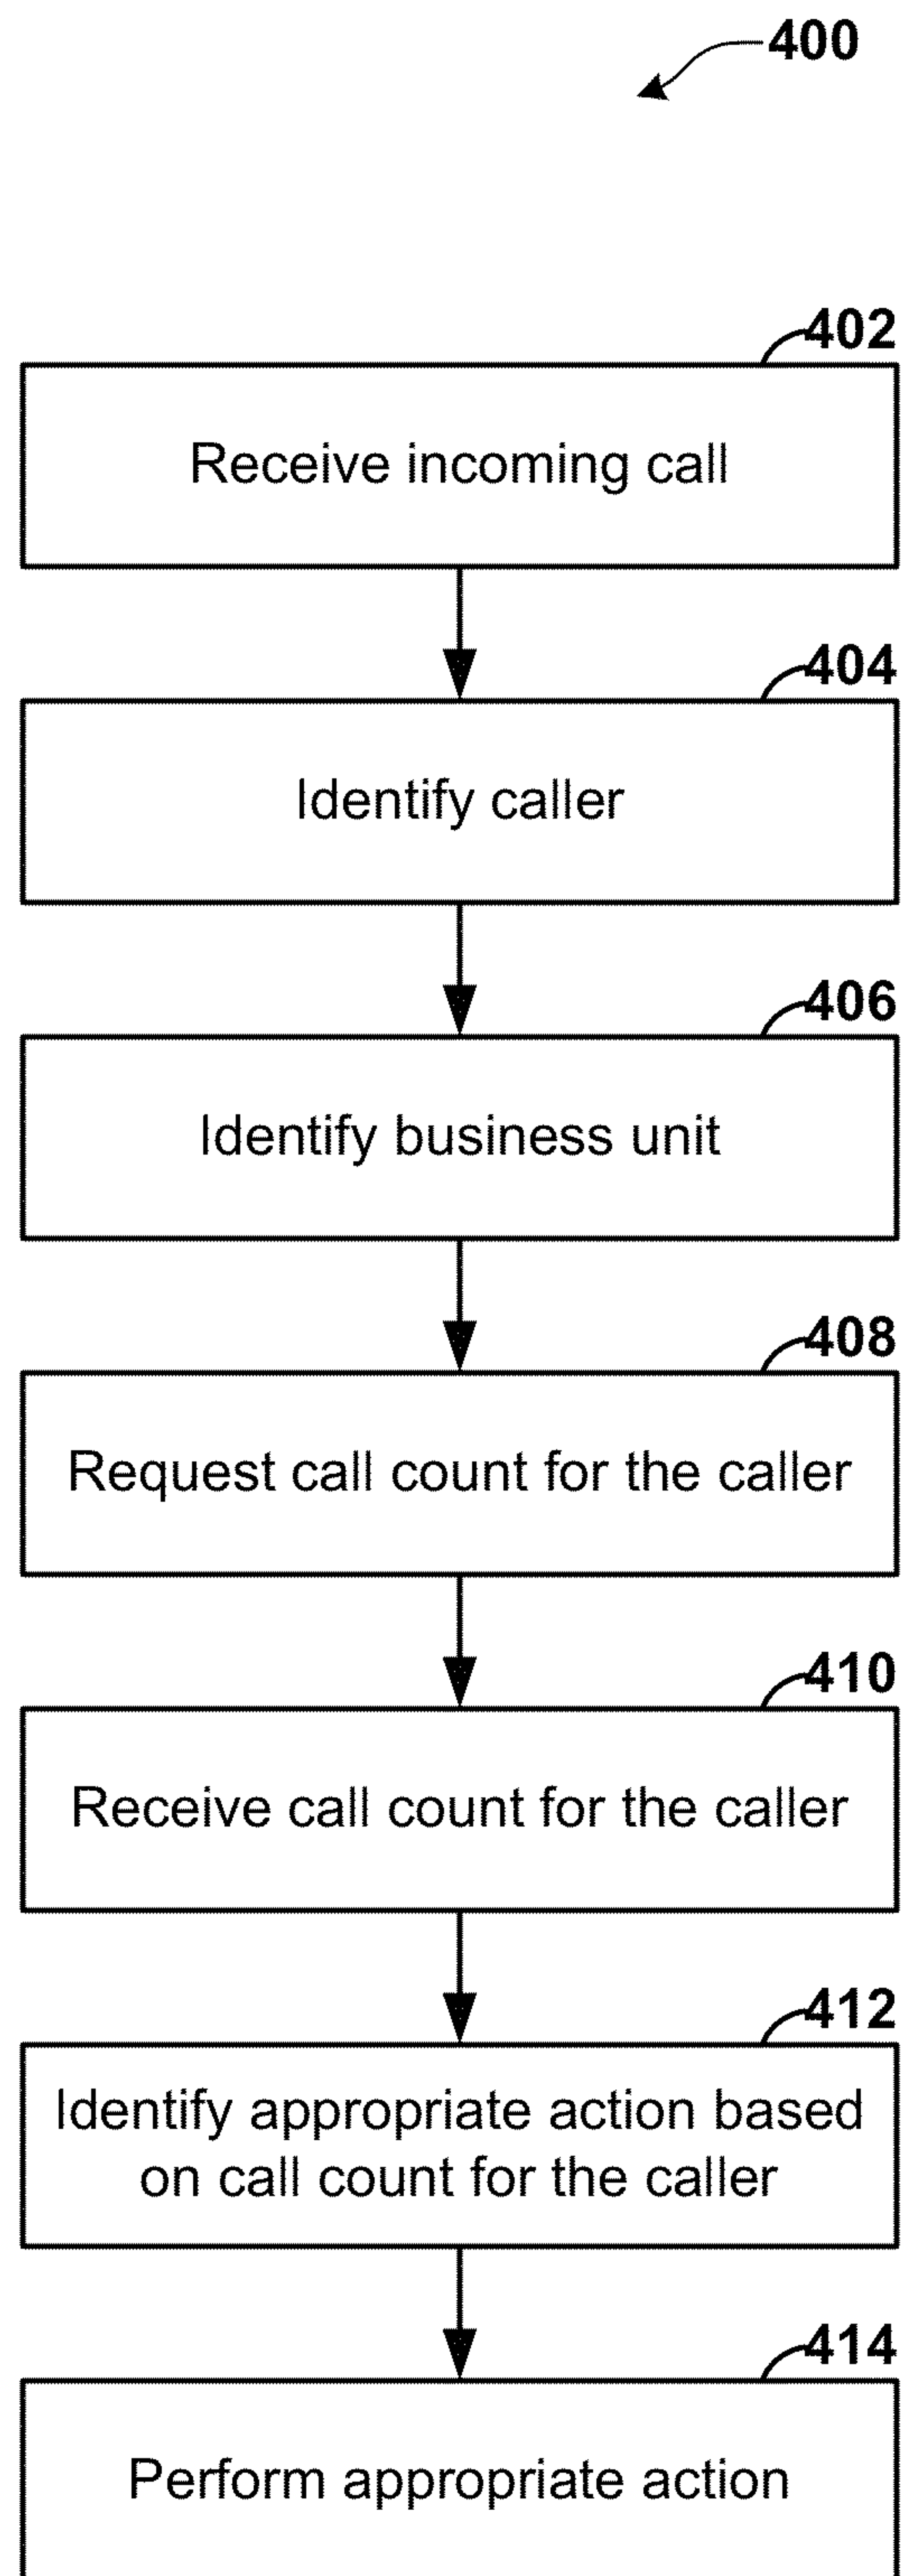 400
402
Receive incoming call
404
Identify caller
406
Identify business unit
408
Request call count for the caller
410
Receive call count for the caller
412
Identify appropriate action based
on call count for the caller
414
Perform appropriate action